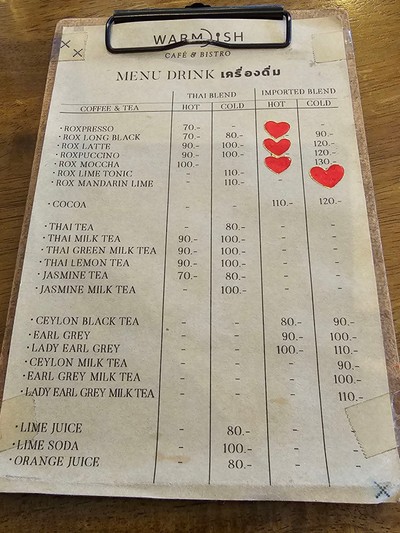 WARM DISH
CAFÉ & BISTRO
MENU DRINK เครื่องดื่ม
THAI BLEND IMPORTED BLEND
COFFEE & TEA HOT COLD HOT COLD
• ROXPRESSO 70.- - -
• ROX LONG BLACK - 80.- 90.-
• ROX LATTE 90.- 100.- 120.-
• ROXPUCCINO 90.- 100.- 120.-
• ROX MOCCHA 100.- - 130.-
• ROX LIME TONIC - 110.- -
• ROX MANDARIN LIME - 110.- -
• COCOA - - 110.- 120.-
• THAI TEA - 80.- - -
• THAI MILK TEA 90.- 100.- - -
• THAI GREEN MILK TEA 90.- 100.- - -
• THAI LEMON TEA 90.- 100.- - -
• JASMINE TEA 70.- 80.- - -
• JASMINE MILK TEA - 100.- - -
• CEYLON BLACK TEA - - 80.- 90.-
• EARL GREY - - 90.- 100.-
• LADY EARL GREY - - 100.- 110.-
• CEYLON MILK TEA - - - 90.-
• EARL GREY MILK TEA - - - 100.-
• LADY EARL GREY MILK TEA - - - 110.-
• LIME JUICE - 80.- - -
• LIME SODA - 100.- - -
• ORANGE JUICE - 80.- - -